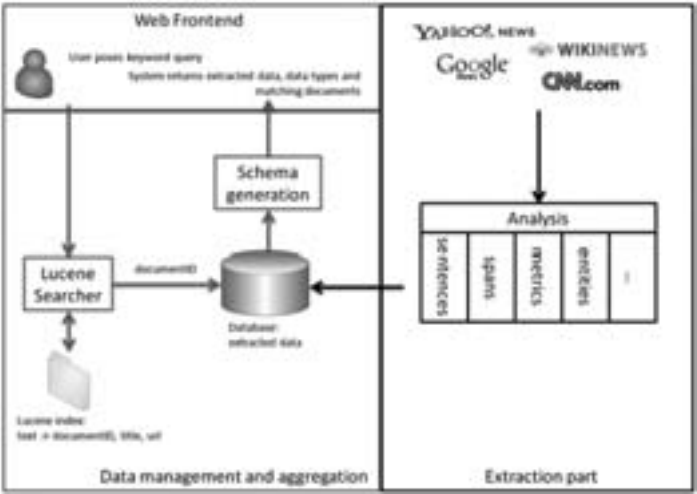 Web Frontend
User poses keyword query
System returns extracted data, data types and
matching documents
YAHOO! NEWS
WIKINEWS
Google
News
CNN.com
Schema
generation
Analysis
sentences
spans
metrics
entities
...
Lucene
Searcher
documentID
Database:
extracted data
Lucene index:
text -> documentID, title, url
Data management and aggregation
Extraction part